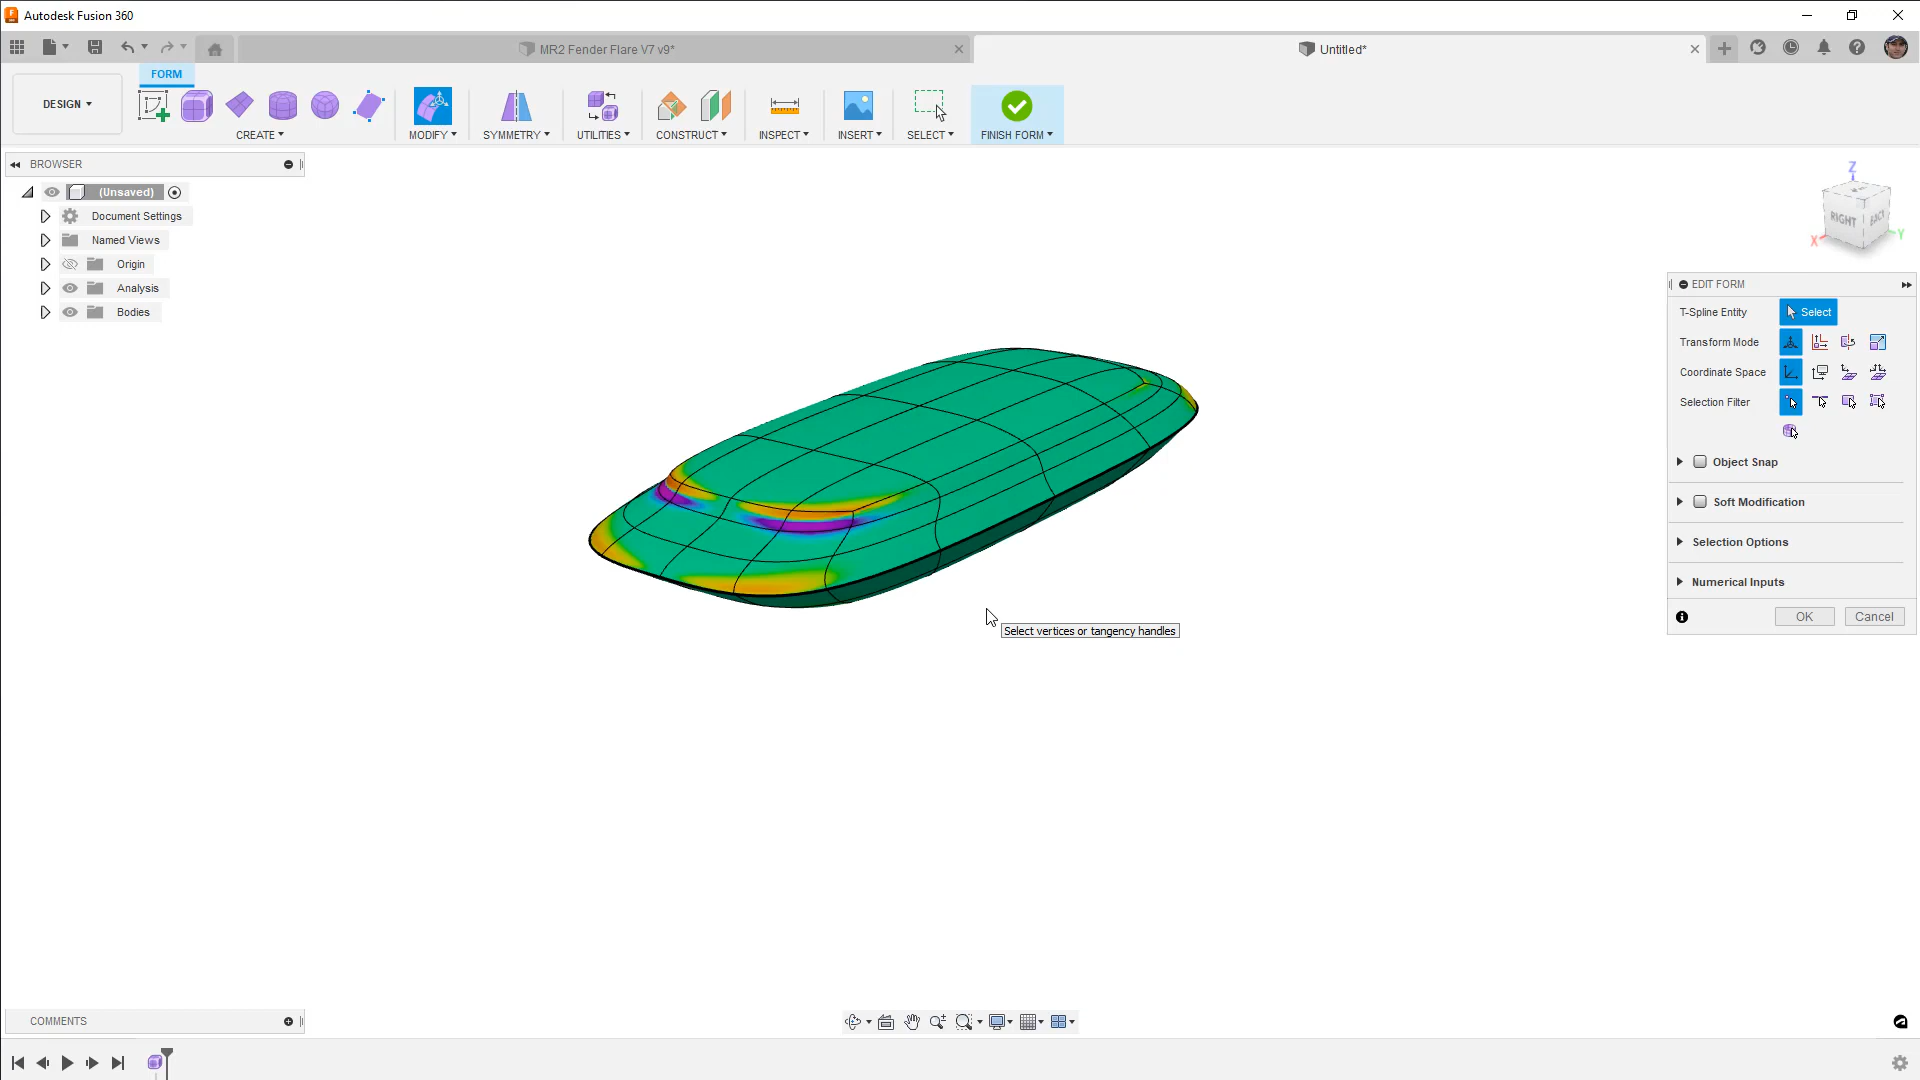 Autodesk Fusion 360
MR2 Fender Flare V7 v9*
Untitled*
FORM
DESIGN
CREATE
MODIFY
SYMMETRY
UTILITIES
CONSTRUCT
INSPECT
INSERT
SELECT
FINISH FORM
BROWSER
(Unsaved)
Document Settings
Named Views
Origin
Analysis
Bodies
Z
RIGHT
BACK
X
Y
EDIT FORM
T-Spline Entity
Select
Transform Mode
Coordinate Space
Selection Filter
Object Snap
Soft Modification
Selection Options
Numerical Inputs
OK
Cancel
Select vertices or tangency handles
COMMENTS